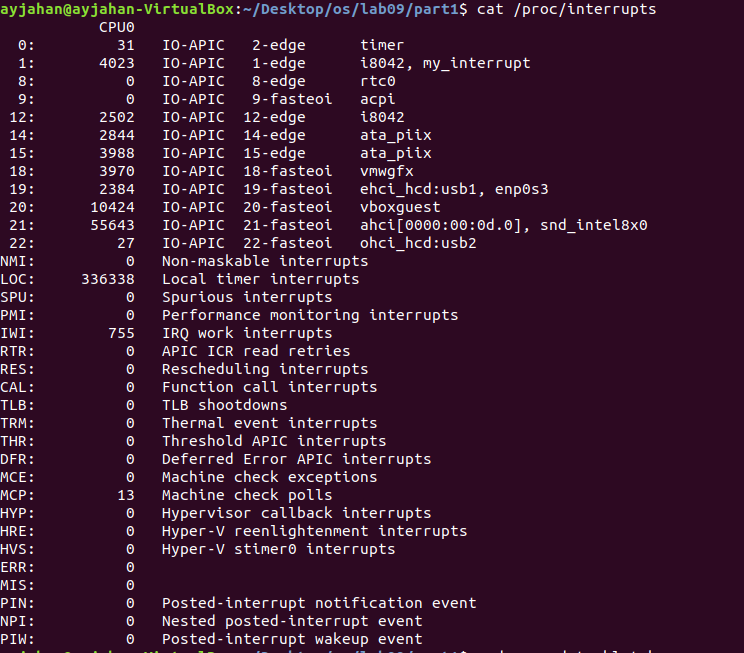 ayjahan@ayjahan-VirtualBox:~/Desktop/os/lab09/part1$ cat /proc/interrupts
           CPU0
  0:         31   IO-APIC   2-edge      timer
  1:       4023   IO-APIC   1-edge      i8042, my_interrupt
  8:          0   IO-APIC   8-edge      rtc0
  9:          0   IO-APIC   9-fasteoi   acpi
 12:       2502   IO-APIC  12-edge      i8042
 14:       2844   IO-APIC  14-edge      ata_piix
 15:       3988   IO-APIC  15-edge      ata_piix
 18:       3970   IO-APIC  18-fasteoi   vmwgfx
 19:       2384   IO-APIC  19-fasteoi   ehci_hcd:usb1, enp0s3
 20:      10424   IO-APIC  20-fasteoi   vboxguest
 21:      55643   IO-APIC  21-fasteoi   ahci[0000:00:0d.0], snd_intel8x0
 22:         27   IO-APIC  22-fasteoi   ohci_hcd:usb2
NMI:          0   Non-maskable interrupts
LOC:     336338   Local timer interrupts
SPU:          0   Spurious interrupts
PMI:          0   Performance monitoring interrupts
IWI:        755   IRQ work interrupts
RTR:          0   APIC ICR read retries
RES:          0   Rescheduling interrupts
CAL:          0   Function call interrupts
TLB:          0   TLB shootdowns
TRM:          0   Thermal event interrupts
THR:          0   Threshold APIC interrupts
DFR:          0   Deferred Error APIC interrupts
MCE:          0   Machine check exceptions
MCP:         13   Machine check polls
HYP:          0   Hypervisor callback interrupts
HRE:          0   Hyper-V reenlightenment interrupts
HVS:          0   Hyper-V stimer0 interrupts
ERR:          0
MIS:          0
PIN:          0   Posted-interrupt notification event
NPI:          0   Nested posted-interrupt event
PIW:          0   Posted-interrupt wakeup event